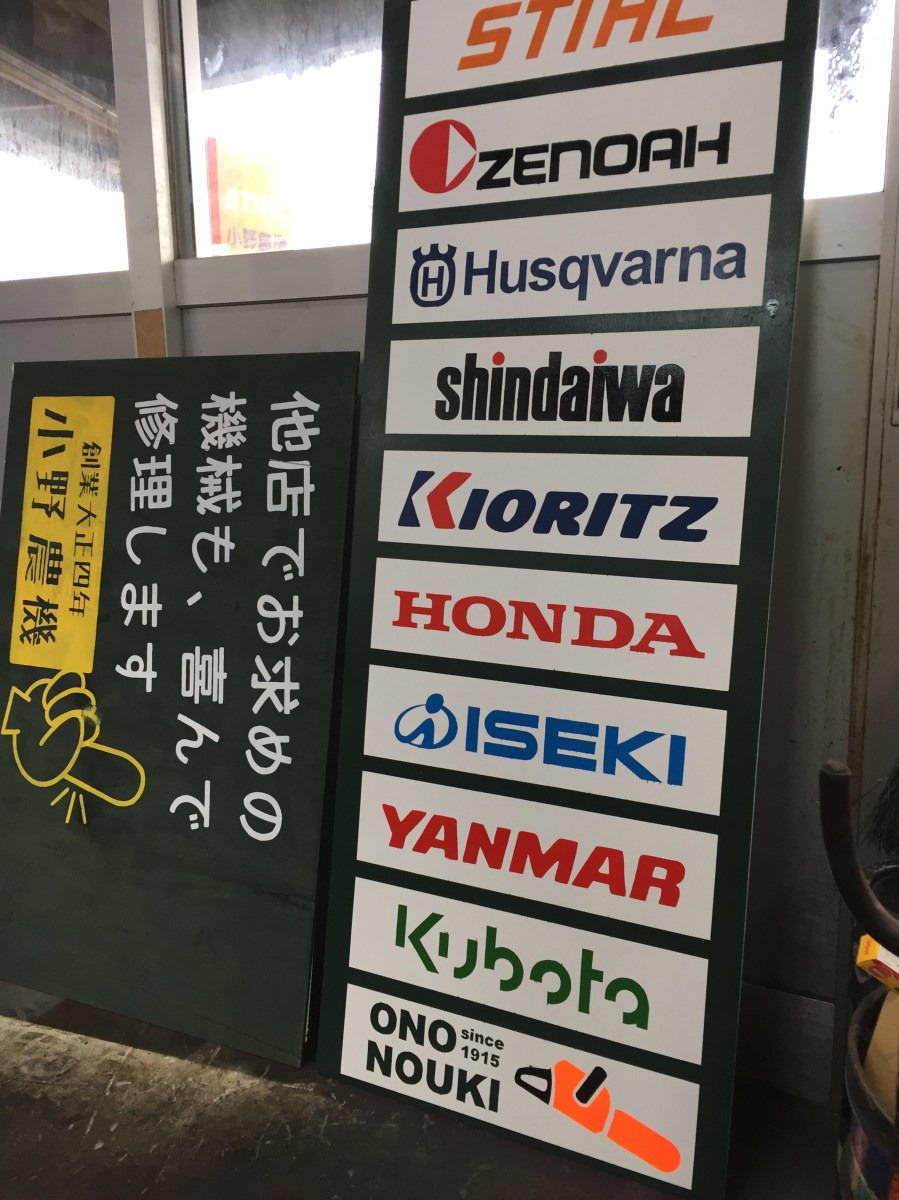 他店でお求めの
機械も、喜んで
修理します
創業大正四年
小野農機
STIHL
ZENOAH
Husqvarna
shindaiwa
KIORITZ
HONDA
ISEKI
YANMAR
Kubota
ONO
NOUKI
since
1915
STIHL